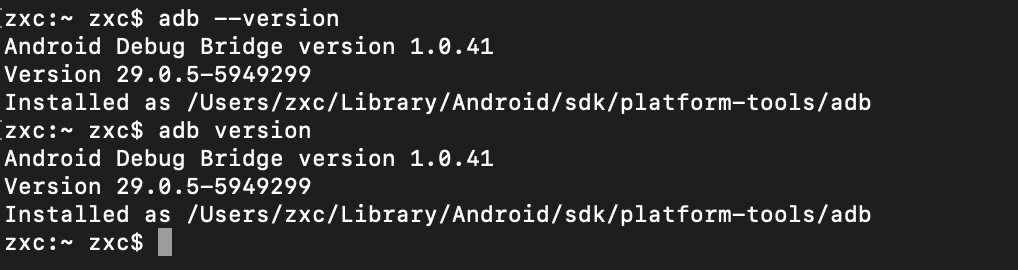 [zxc:~ zxc$ adb --version
Android Debug Bridge version 1.0.41
Version 29.0.5-5949299
Installed as /Users/zxc/Library/Android/sdk/platform-tools/adb
[zxc:~ zxc$ adb version
Android Debug Bridge version 1.0.41
Version 29.0.5-5949299
Installed as /Users/zxc/Library/Android/sdk/platform-tools/adb
zxc:~ zxc$